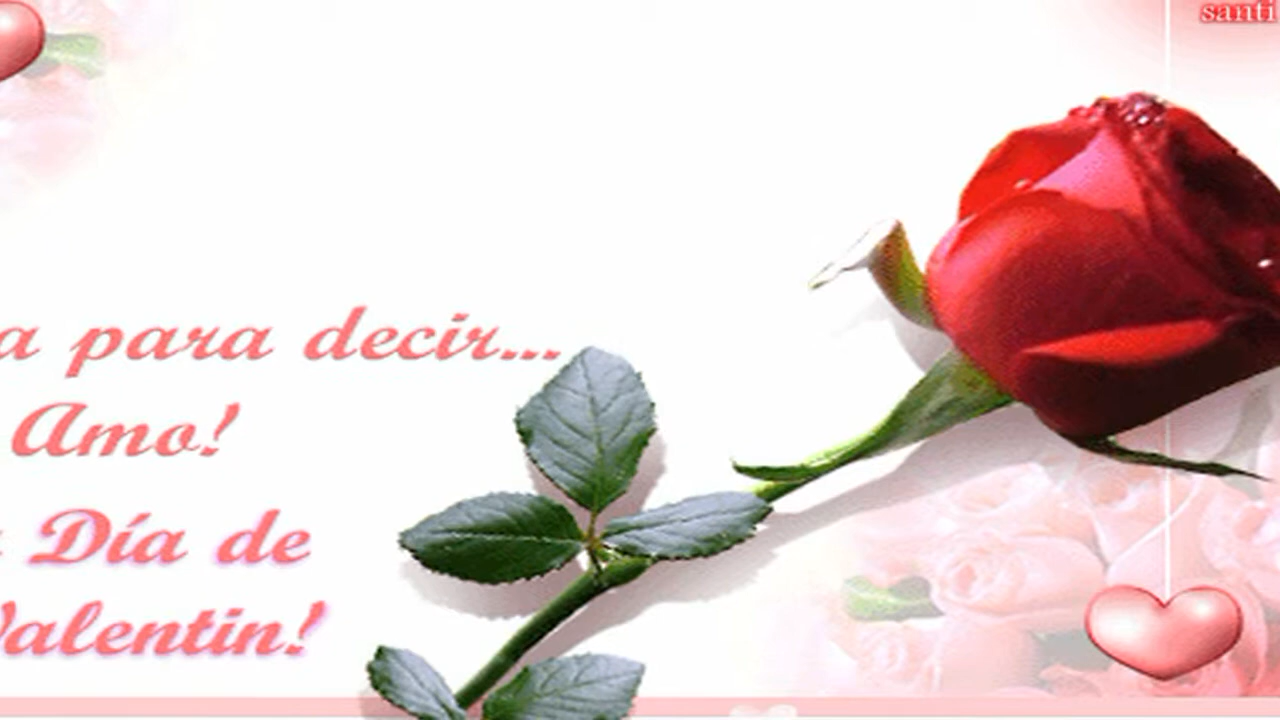 santi
a para decir...
Amo!
Día de
Valentin!